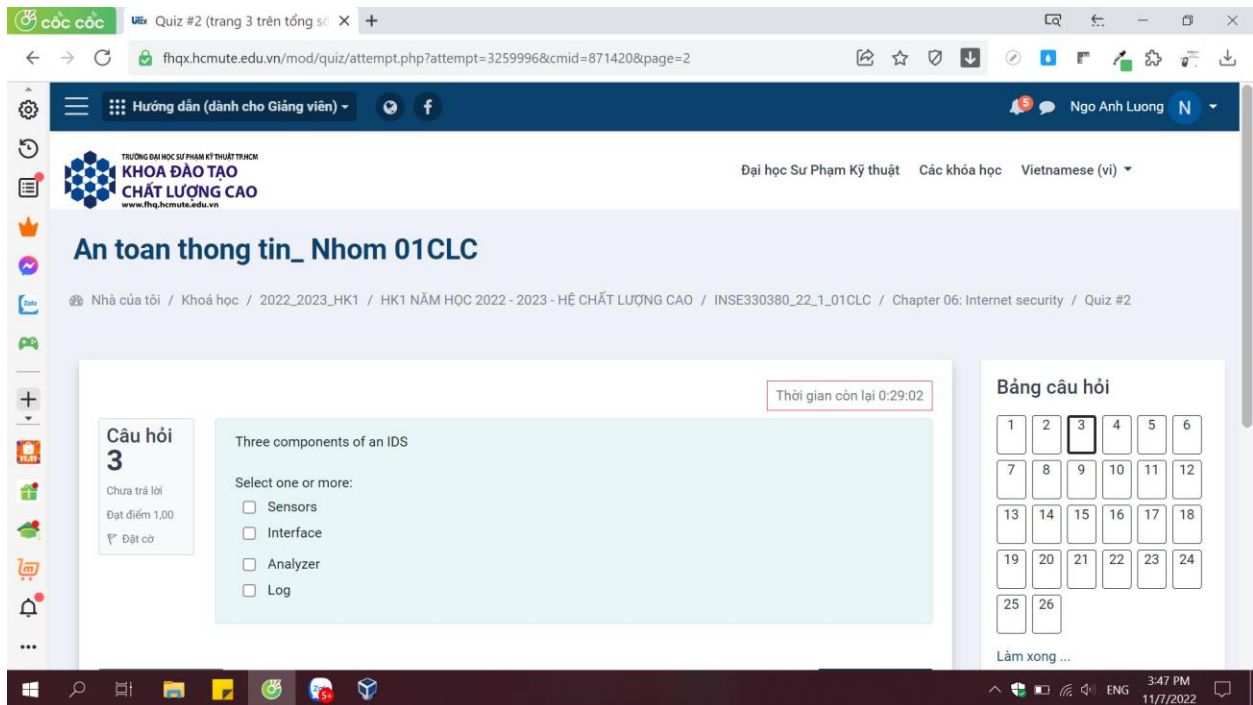 cốc cốc
Quiz #2 (trang 3 trên tổng số
fhqx.hcmute.edu.vn/mod/quiz/attempt.php?attempt=3259996&cmid=871420&page=2
Hướng dẫn (dành cho Giảng viên)
5
Ngo Anh Luong N
TRƯỜNG ĐẠI HỌC SƯ PHẠM KỸ THUẬT TP.HCM
KHOA ĐÀO TẠO
CHẤT LƯỢNG CAO
www.fhq.hcmute.edu.vn
Đại học Sư Phạm Kỹ thuật Các khóa học Vietnamese (vi)
An toan thong tin_ Nhom 01CLC
Nhà của tôi / Khoá học / 2022_2023_HK1 / HK1 NĂM HỌC 2022 - 2023 - HỆ CHẤT LƯỢNG CAO / INSE330380_22_1_01CLC / Chapter 06: Internet security / Quiz #2
Zalo
Thời gian còn lại 0:29:02
Câu hỏi
3
Chưa trả lời
Đạt điểm 1,00
Đặt cờ
Three components of an IDS
Select one or more:
Sensors
Interface
Analyzer
Log
Bảng câu hỏi
1 2 3 4 5 6
7 8 9 10 11 12
13 14 15 16 17 18
19 20 21 22 23 24
25 26
Làm xong ...
11.11
Zalo
5+
ENG
3:47 PM
11/7/2022